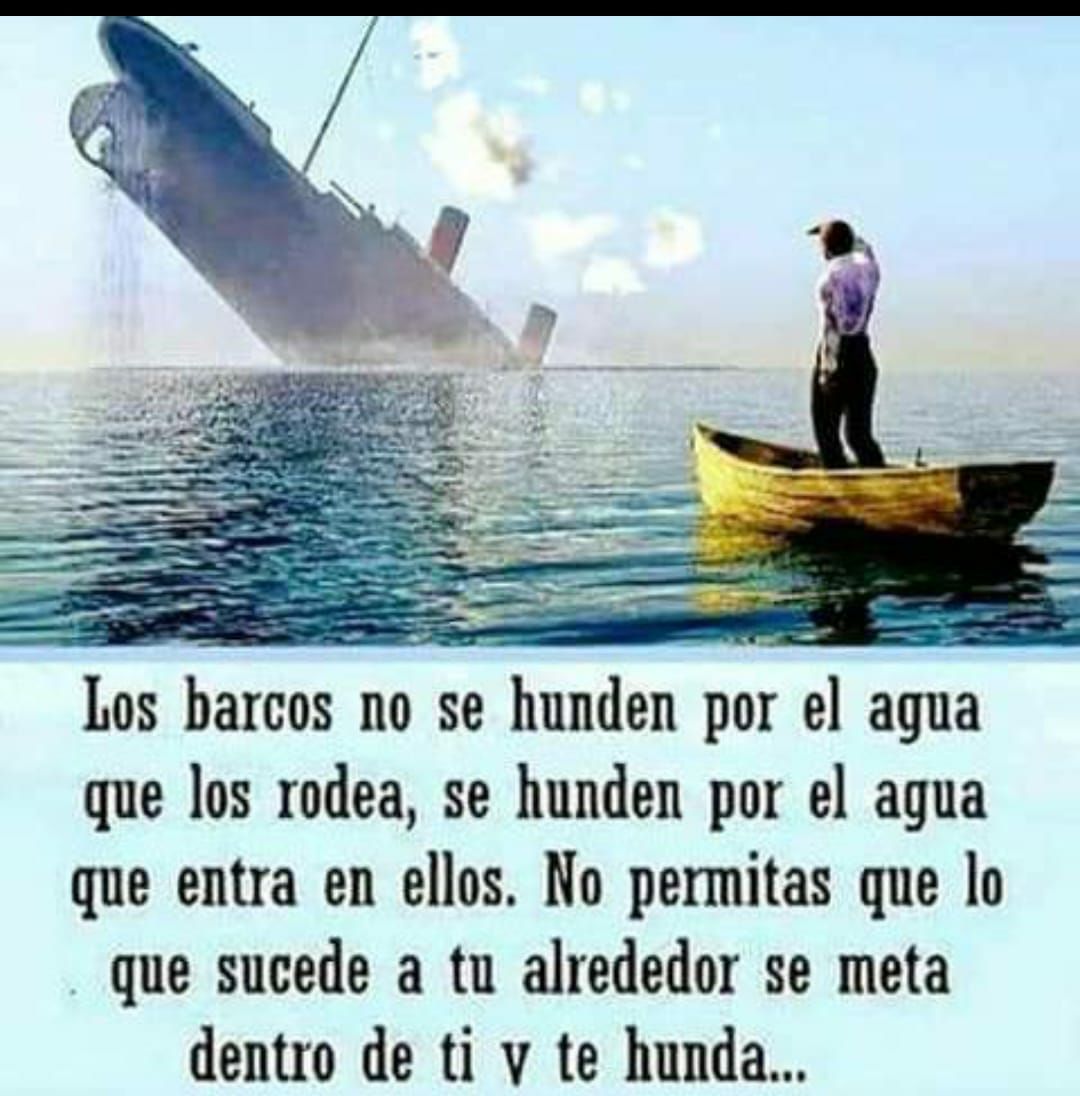 Los barcos no se hunden por el agua
que los rodea, se hunden por el agua
que entra en ellos. No permitas que lo
que sucede a tu alrededor se meta
dentro de ti y te hunda...